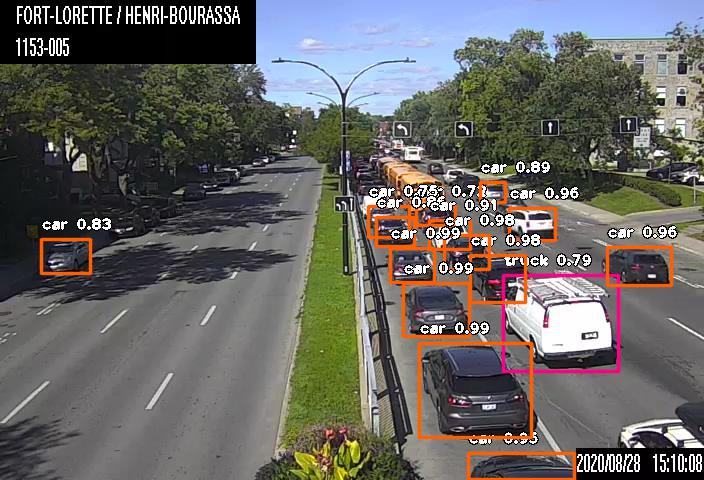 FORT-LORETTE / HENRI-BOURASSA
1153-005
car 0.89
car 0.96
car 0.91
car 0.98
car 0.99
car 0.98
car 0.96
car 0.83
truck 0.79
car 0.99
car 0.99
car 0.95
2020/08/28 15:10:08